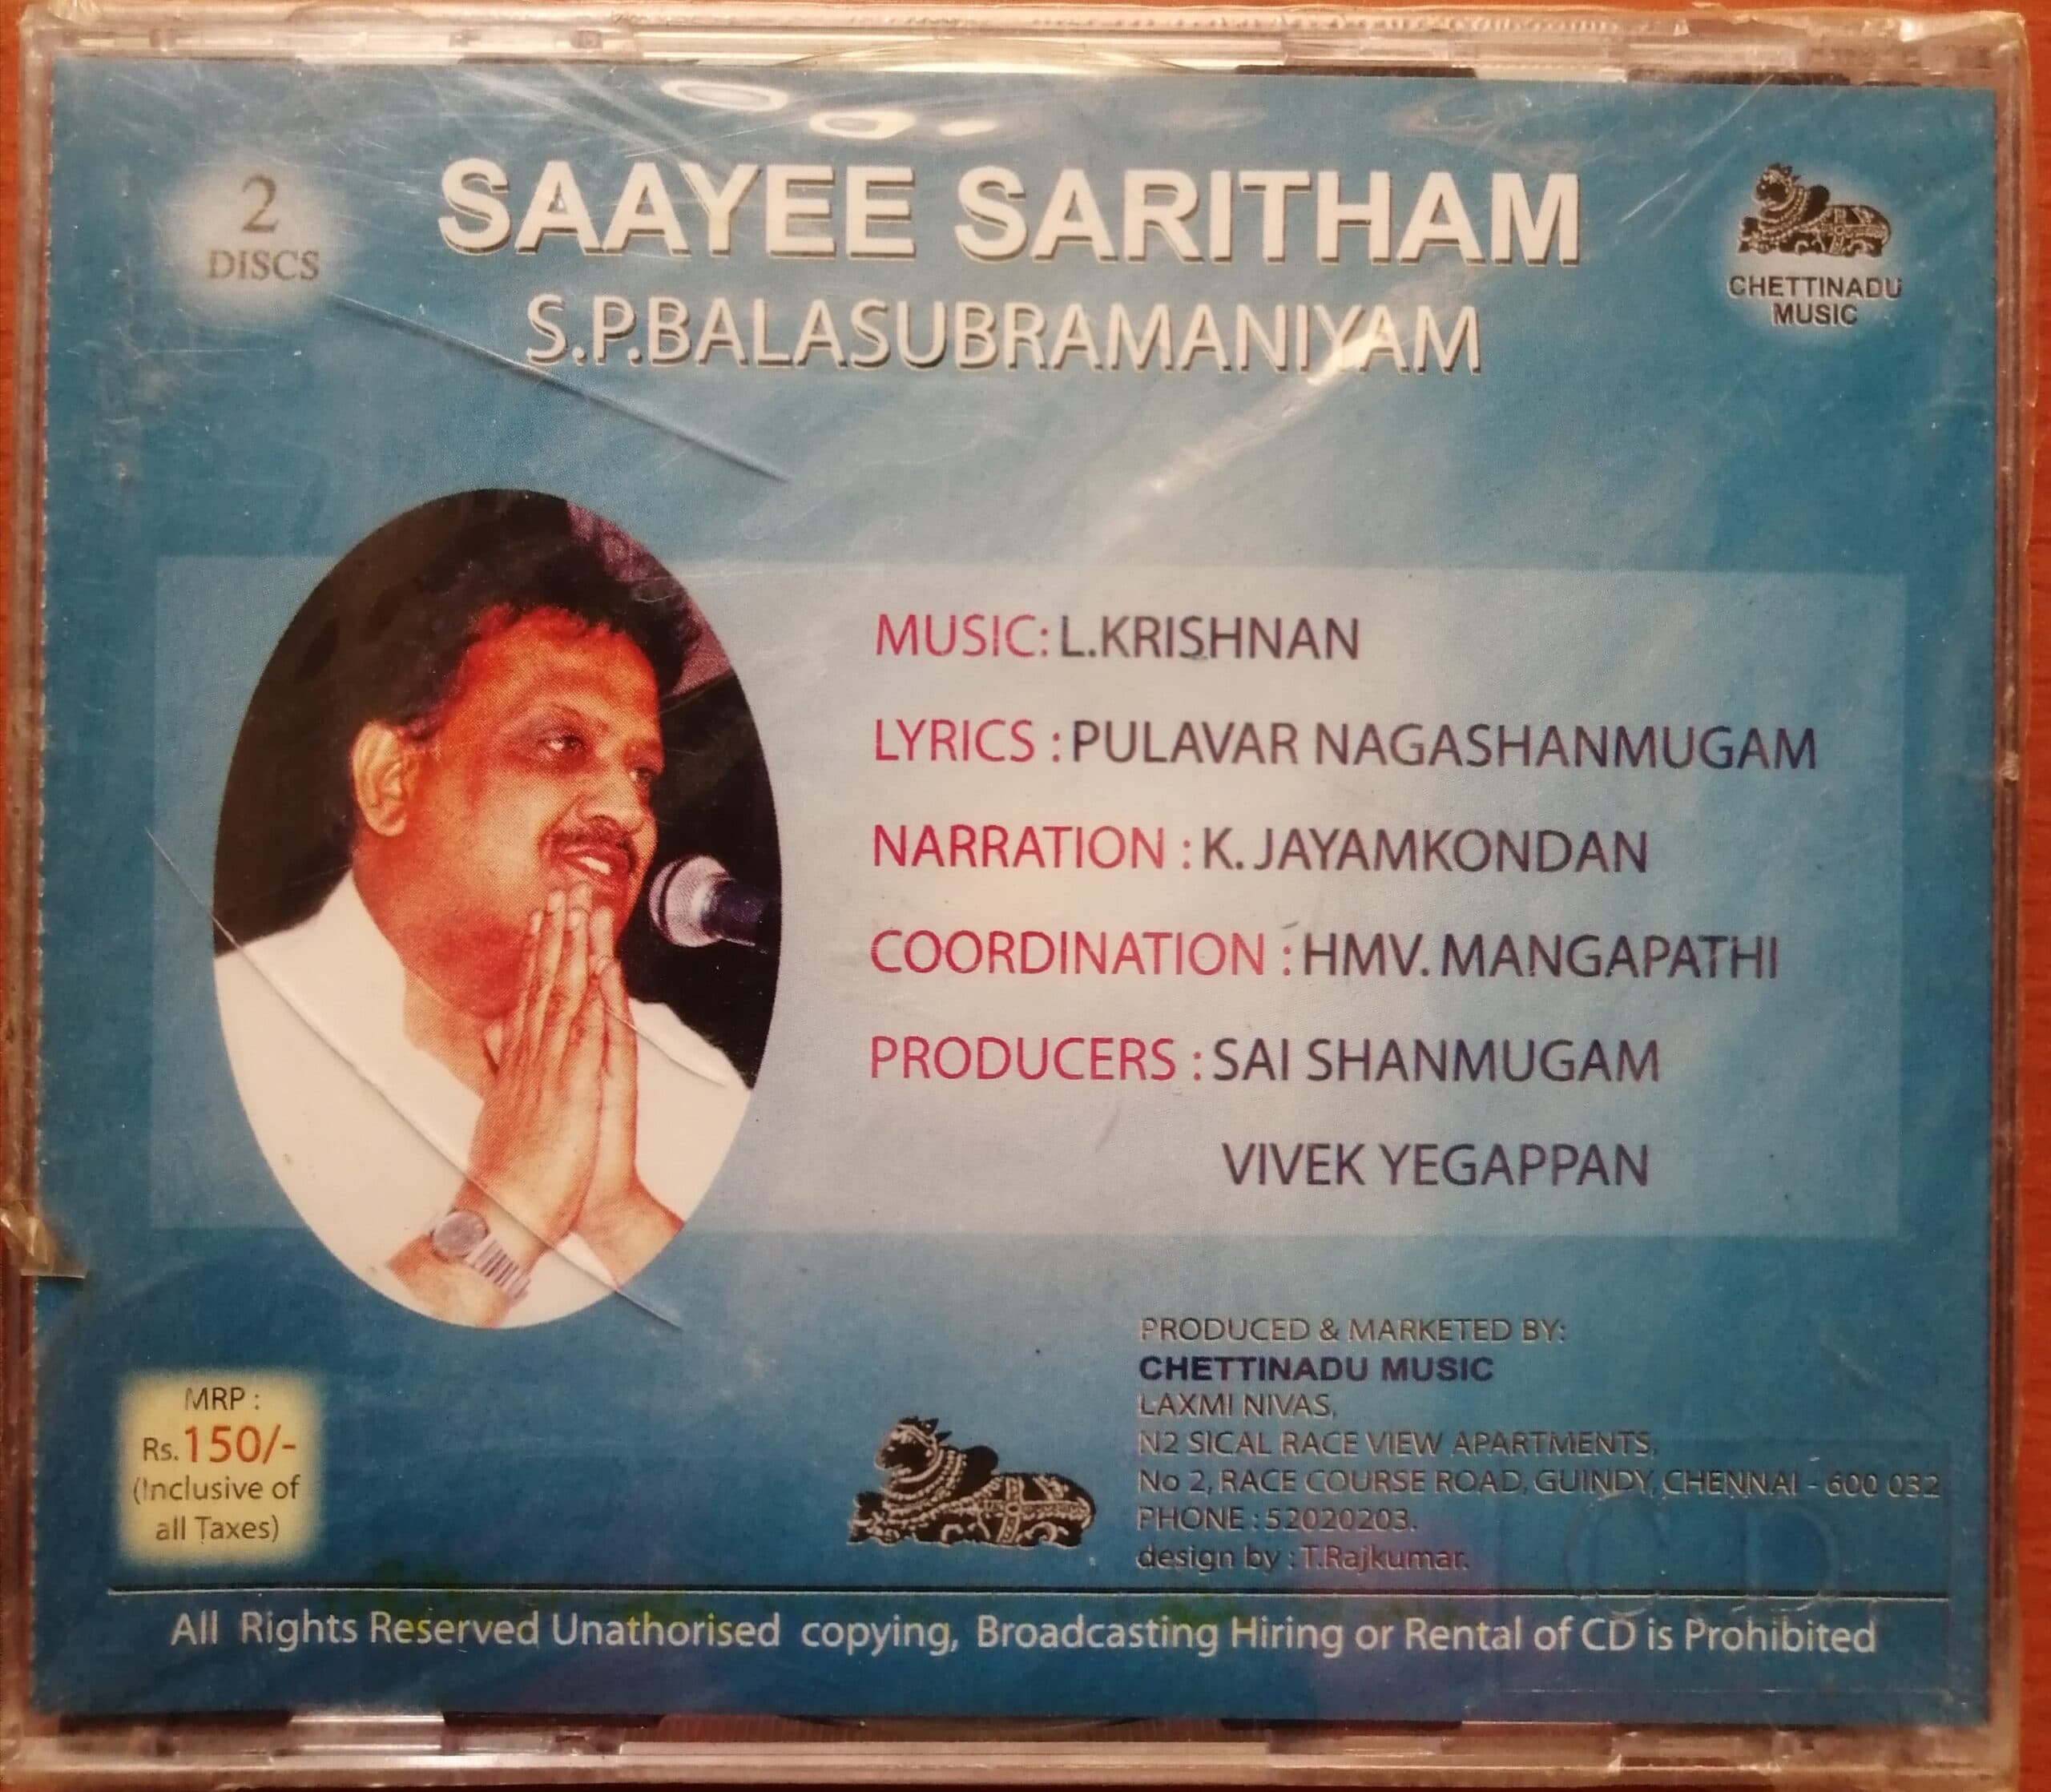 2
DISCS
SAAYEE SARITHAM
S.P.BALASUBRAMANIYAM
CHETTINADU
MUSIC
MUSIC: L.KRISHNAN
LYRICS : PULAVAR NAGASHANMUGAM
NARRATION : K. JAYAMKONDAN
COORDINATION : HMV. MANGAPATHI
PRODUCERS : SAI SHANMUGAM
VIVEK YEGAPPAN
MRP :
Rs.150/-
(Inclusive of
all Taxes)
PRODUCED & MARKETED BY:
CHETTINADU MUSIC
LAXMI NIVAS,
N2 SICAL RACE VIEW APARTMENTS,
No 2, RACE COURSE ROAD, GUINDY, CHENNAI - 600 032
PHONE : 52020203.
design by : T.Rajkumar.
CD
All Rights Reserved Unathorised copying, Broadcasting Hiring or Rental of CD is Prohibited